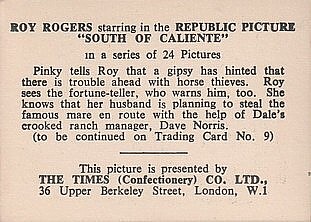 ROY ROGERS starring in the REPUBLIC PICTURE
"SOUTH OF CALIENTE"
in a series of 24 Pictures
Pinky tells Roy that a gipsy has hinted that
there is trouble ahead with horse thieves. Roy
sees the fortune-teller, who warns him, too. She
knows that her husband is planning to steal the
famous mare en route with the help of Dale's
crooked ranch manager, Dave Norris.
(to be continued on Trading Card No. 9)
This picture is presented by
THE TIMES (Confectionery) CO. LTD.,
36 Upper Berkeley Street, London, W.1